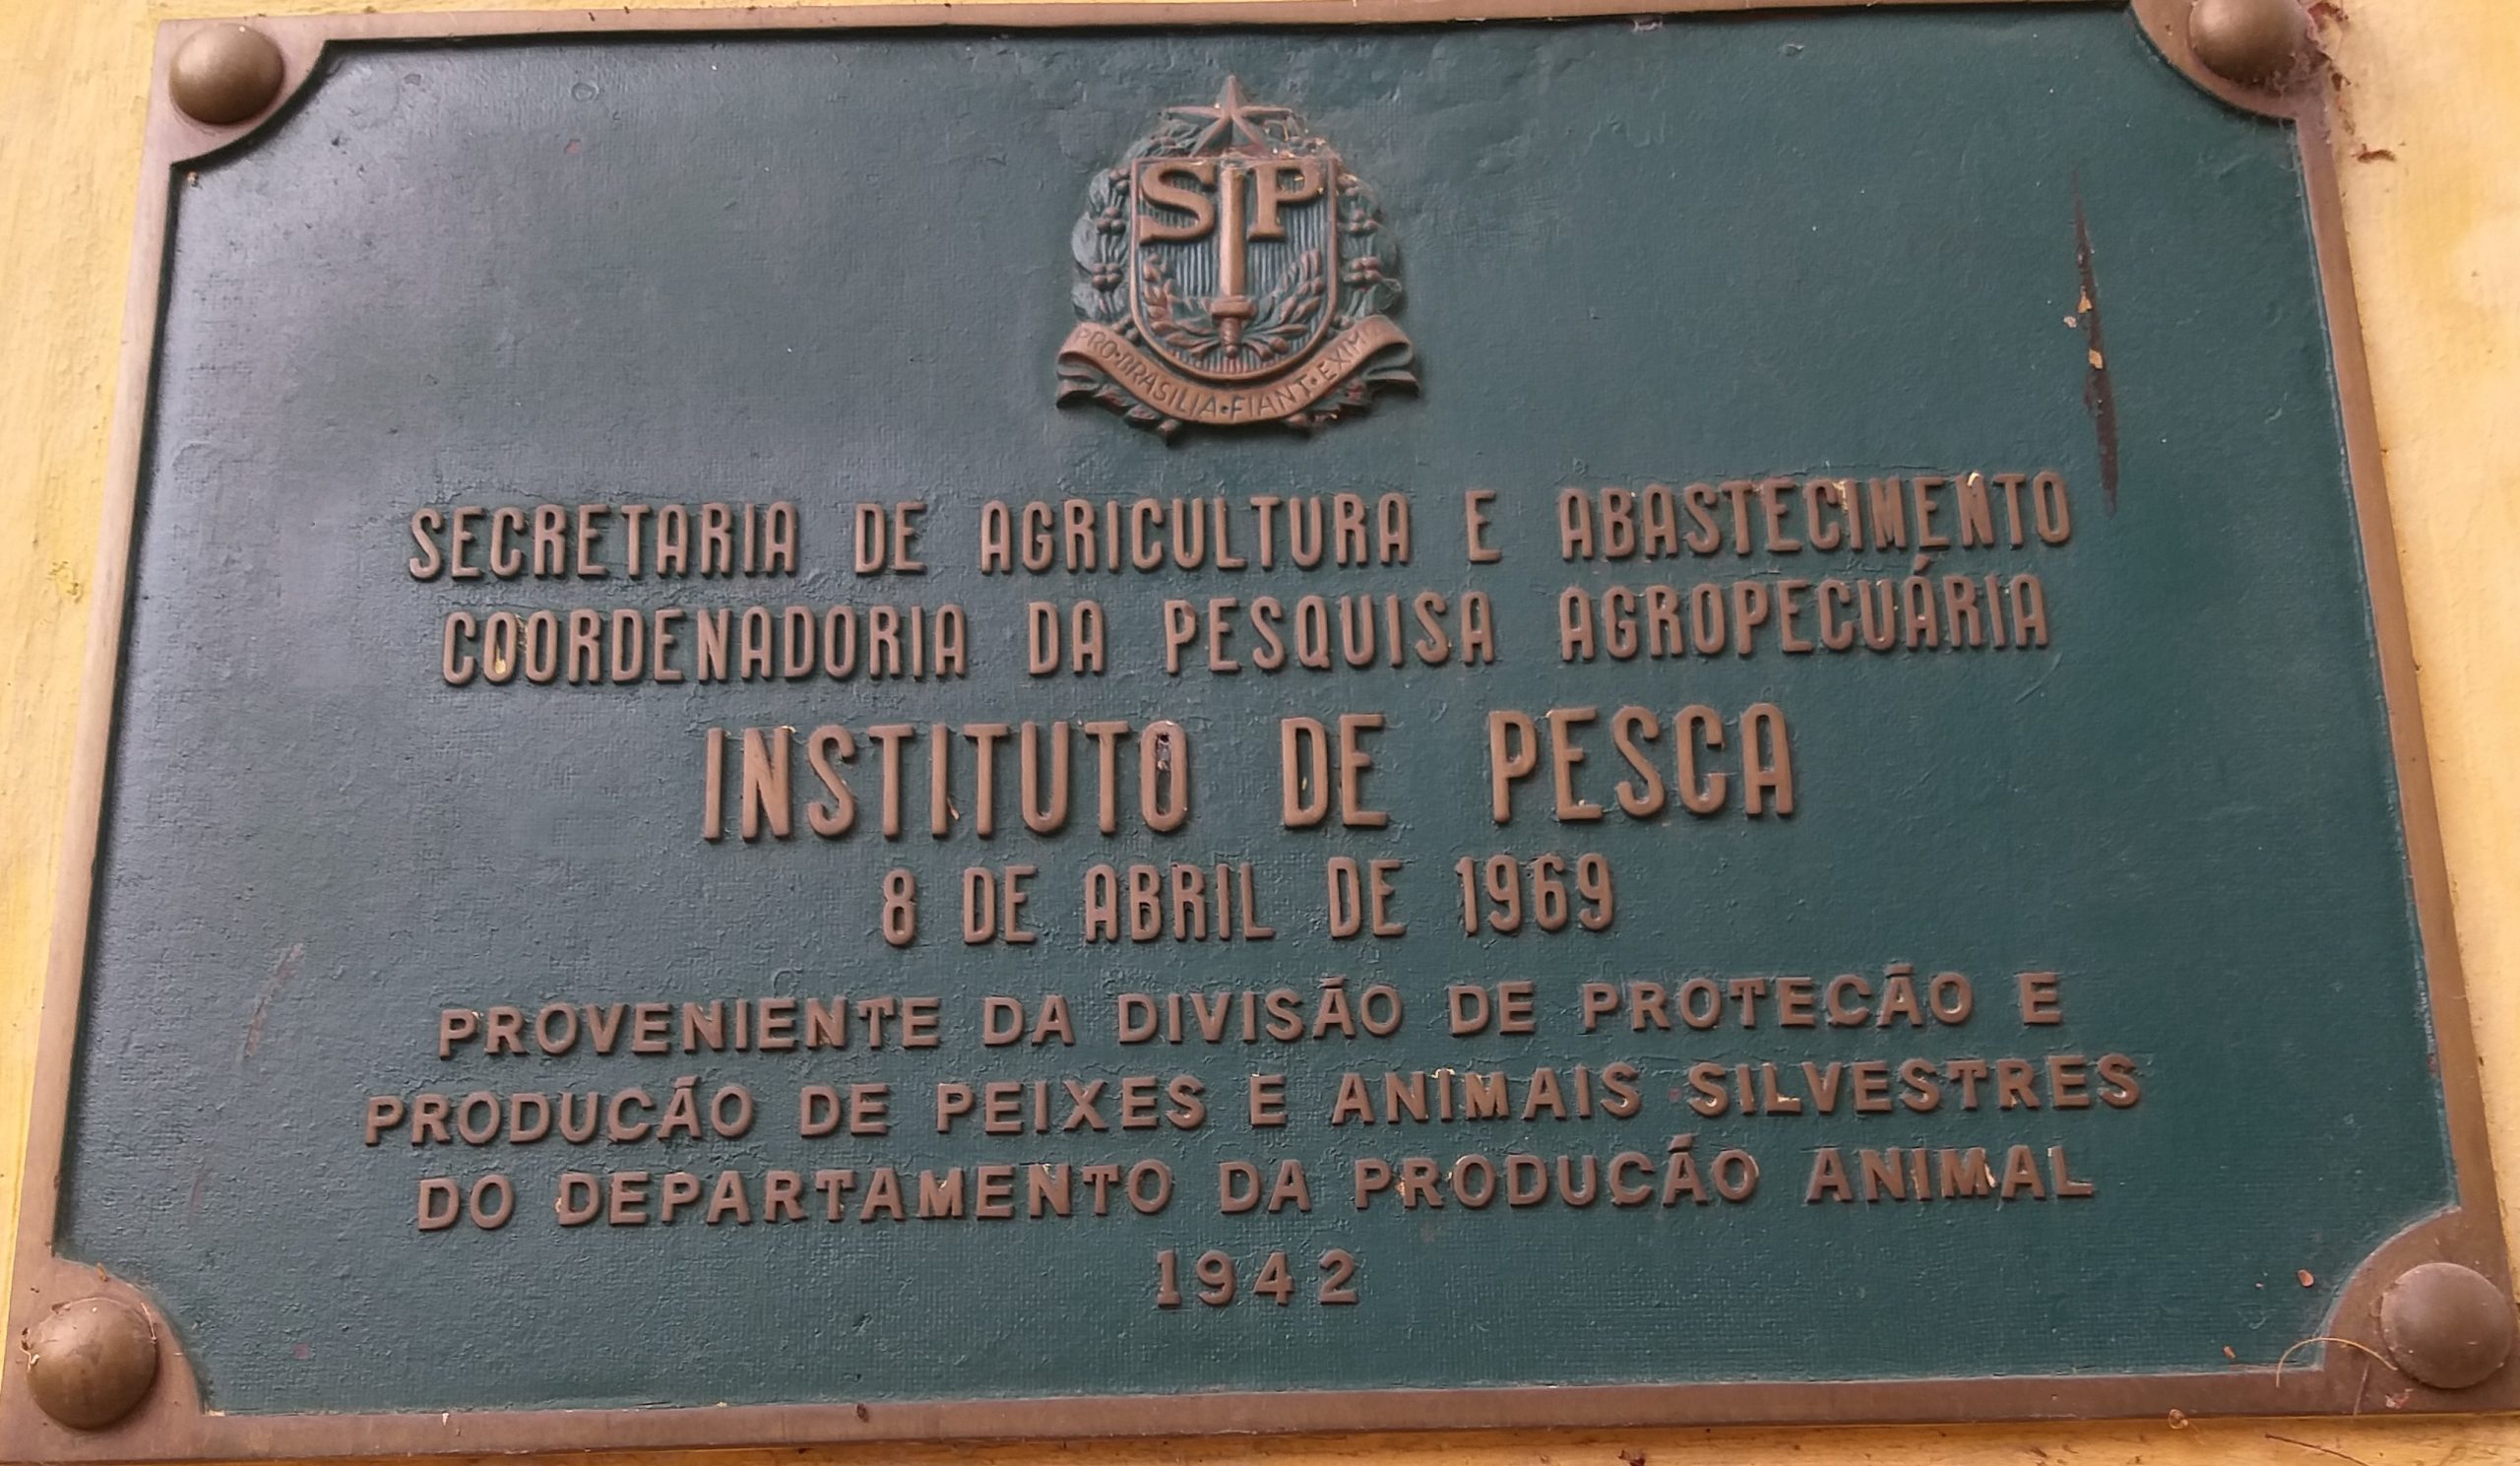 SP
PRO·BRASILIA·FIANT·EXIMIA
SECRETARIA DE AGRICULTURA E ABASTECIMENTO
COORDENADORIA DA PESQUISA AGROPECUÁRIA
INSTITUTO DE PESCA
8 DE ABRIL DE 1969
PROVENIENTE DA DIVISÃO DE PROTECÃO E
PRODUCÃO DE PEIXES E ANIMAIS SILVESTRES
DO DEPARTAMENTO DA PRODUCÃO ANIMAL
1942